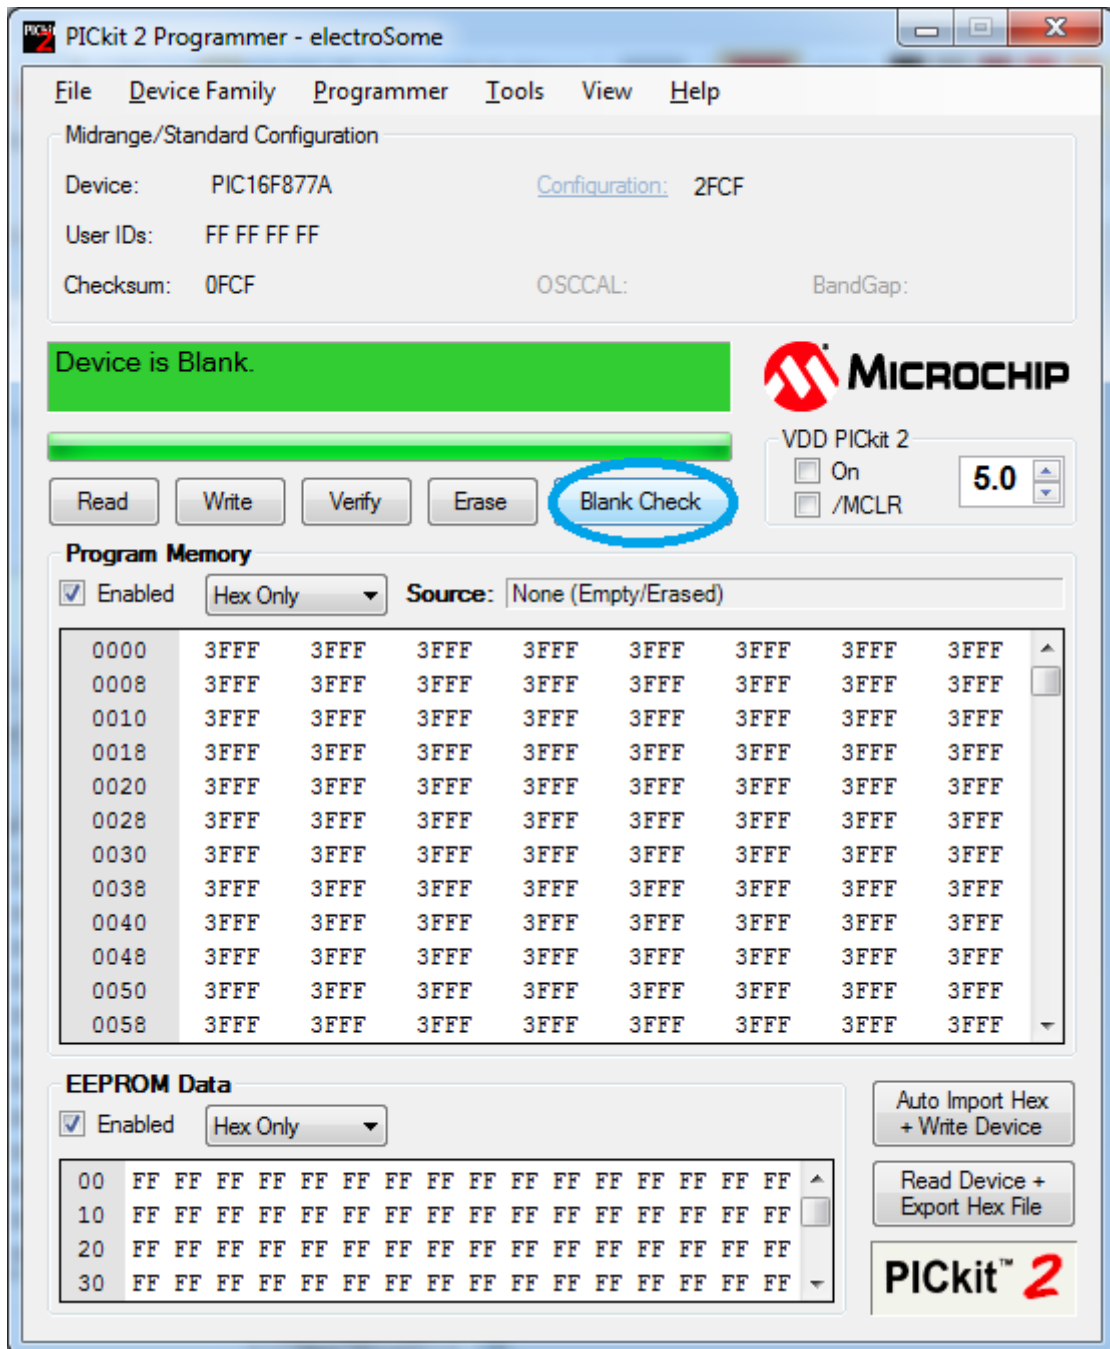 PICkit 2 Programmer - electroSome
File Device Family Programmer Tools View Help
Midrange/Standard Configuration
Device: PIC16F877A Configuration: 2FCF
User IDs: FF FF FF FF
Checksum: 0FCF OSCCAL: BandGap:
Device is Blank.
MICROCHIP
VDD PICkit 2
On
/MCLR
5.0
Read Write Verify Erase Blank Check
Program Memory
Enabled Hex Only Source: None (Empty/Erased)
0000 3FFF 3FFF 3FFF 3FFF 3FFF 3FFF 3FFF 3FFF
0008 3FFF 3FFF 3FFF 3FFF 3FFF 3FFF 3FFF 3FFF
0010 3FFF 3FFF 3FFF 3FFF 3FFF 3FFF 3FFF 3FFF
0018 3FFF 3FFF 3FFF 3FFF 3FFF 3FFF 3FFF 3FFF
0020 3FFF 3FFF 3FFF 3FFF 3FFF 3FFF 3FFF 3FFF
0028 3FFF 3FFF 3FFF 3FFF 3FFF 3FFF 3FFF 3FFF
0030 3FFF 3FFF 3FFF 3FFF 3FFF 3FFF 3FFF 3FFF
0038 3FFF 3FFF 3FFF 3FFF 3FFF 3FFF 3FFF 3FFF
0040 3FFF 3FFF 3FFF 3FFF 3FFF 3FFF 3FFF 3FFF
0048 3FFF 3FFF 3FFF 3FFF 3FFF 3FFF 3FFF 3FFF
0050 3FFF 3FFF 3FFF 3FFF 3FFF 3FFF 3FFF 3FFF
0058 3FFF 3FFF 3FFF 3FFF 3FFF 3FFF 3FFF 3FFF
EEPROM Data
Enabled Hex Only
00 FF FF FF FF FF FF FF FF FF FF FF FF FF FF FF FF
10 FF FF FF FF FF FF FF FF FF FF FF FF FF FF FF FF
20 FF FF FF FF FF FF FF FF FF FF FF FF FF FF FF FF
30 FF FF FF FF FF FF FF FF FF FF FF FF FF FF FF FF
Auto Import Hex
+ Write Device
Read Device +
Export Hex File
PICkit™ 2